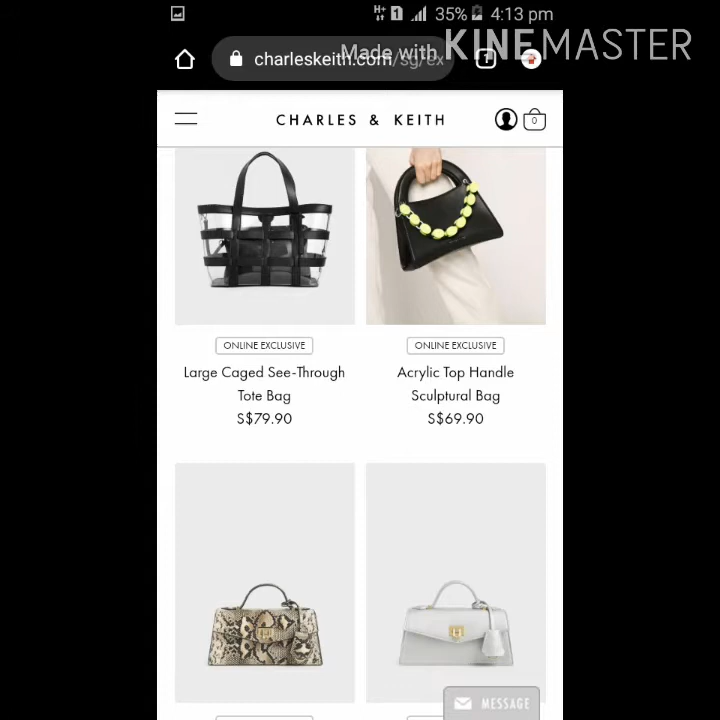 35% 4:13 pm
charleskeith.com/sg/ex
Made with KINEMASTER
CHARLES & KEITH
0
ONLINE EXCLUSIVE
ONLINE EXCLUSIVE
Large Caged See-Through
Tote Bag
S$79.90
Acrylic Top Handle
Sculptural Bag
S$69.90
MESSAGE